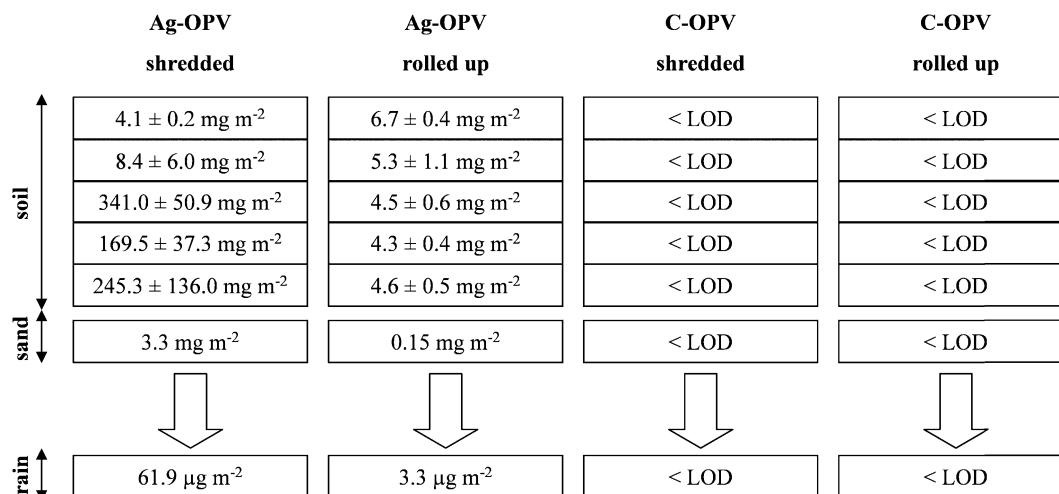 Ag-OPV Ag-OPV C-OPV C-OPV
shredded rolled up shredded rolled up
soil
4.1 ± 0.2 mg m-2 6.7 ± 0.4 mg m-2 < LOD < LOD
8.4 ± 6.0 mg m-2 5.3 ± 1.1 mg m-2 < LOD < LOD
341.0 ± 50.9 mg m-2 4.5 ± 0.6 mg m-2 < LOD < LOD
169.5 ± 37.3 mg m-2 4.3 ± 0.4 mg m-2 < LOD < LOD
245.3 ± 136.0 mg m-2 4.6 ± 0.5 mg m-2 < LOD < LOD
sand
3.3 mg m-2 0.15 mg m-2 < LOD < LOD
rain
61.9 µg m-2 3.3 µg m-2 < LOD < LOD